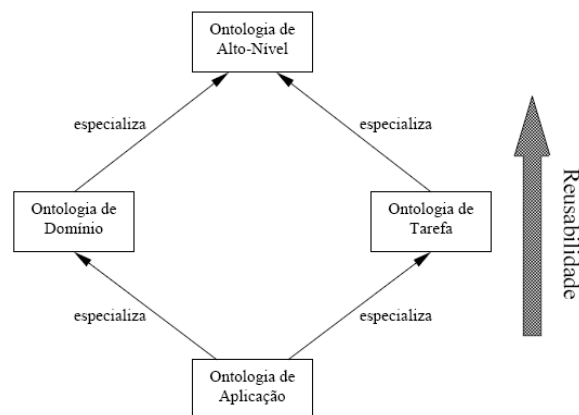 Ontologia de
Alto-Nível
especializa
especializa
Ontologia de
Domínio
Ontologia de
Tarefa
Reusabilidade
especializa
especializa
Ontologia de
Aplicação